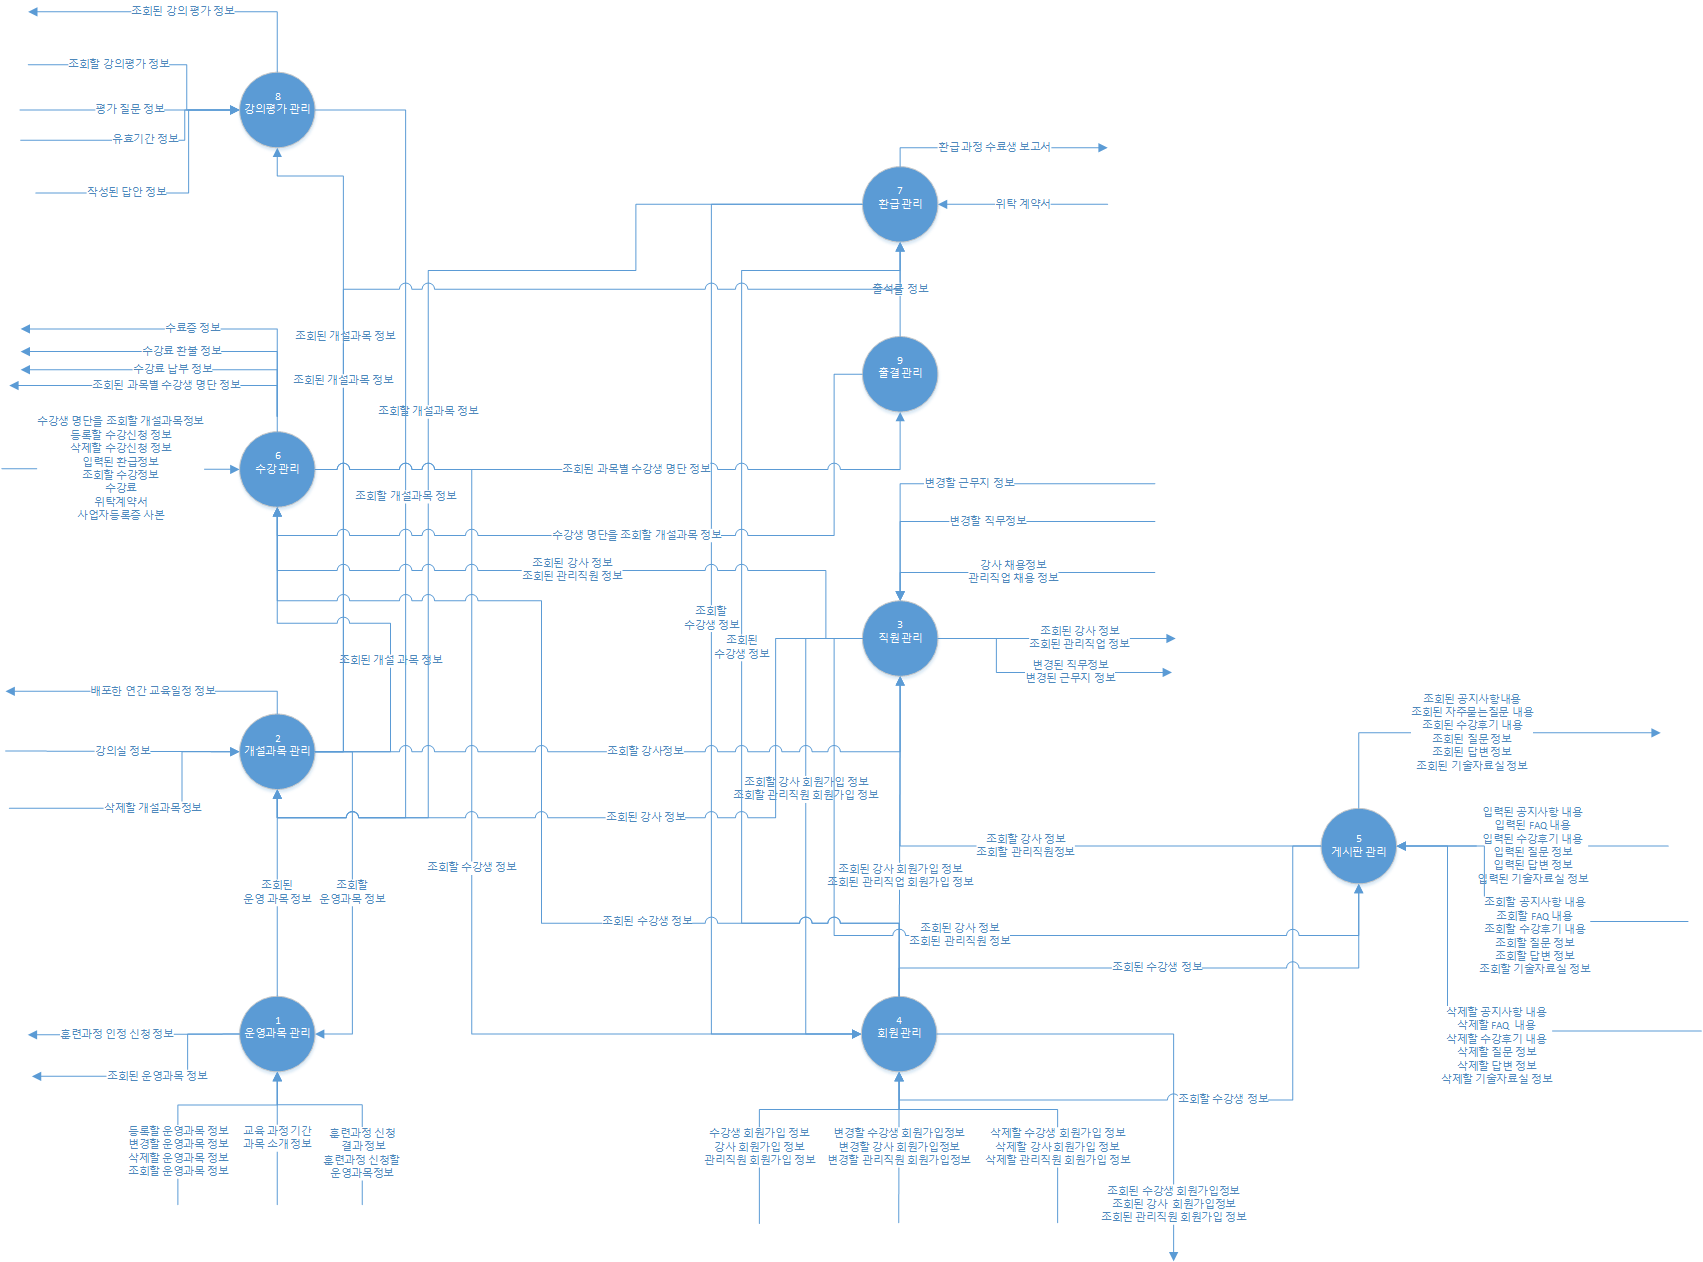 조회된 강의 평가 정보
조회할 강의평가 정보
평가 질문 정보
유효기간 정보
작성된 답안 정보
8
강의평가 관리
환급과정 수료생 보고서
7
환급 관리
위탁 계약서
출석률 정보
수료증 정보
수강료 환불 정보
수강료 납부 정보
조회된 과목별 수강생 명단 정보
조회된 개설과목 정보
조회된 개설과목 정보
조회할 개설과목 정보
9
출결 관리
수강생 명단을 조회할 개설과목정보
등록할 수강신청 정보
삭제할 수강신청 정보
입력된 환급정보
조회할 수강정보
수강료
위탁계약서
사업자등록증 사본
6
수강 관리
조회된 과목별 수강생 명단 정보
조회할 개설과목 정보
수강생 명단을 조회할 개설과목 정보
조회된 강사 정보
조회된 관리직원 정보
변경할 근무지 정보
변경할 직무정보
강사 채용정보
관리직업 채용 정보
조회할
수강생 정보
조회된
수강생 정보
3
직원 관리
조회된 강사 정보
조회된 관리직업 정보
변경된 직무정보
변경된 근무지 정보
조회된 개설 과목 정보
배포한 연간 교육일정 정보
강의실 정보
삭제할 개설과목정보
2
개설과목 관리
조회할 강사정보
조회할 강사 회원가입 정보
조회할 관리직원 회원가입 정보
조회된 강사 정보
조회된 공지사항내용
조회된 자주묻는질문 내용
조회된 수강후기 내용
조회된 질문 정보
조회된 답변 정보
조회된 기술자료실 정보
조회할 강사 정보
조회할 관리직원정보
5
게시판 관리
입력된 공지사항 내용
입력된 FAQ 내용
입력된 수강후기 내용
입력된 질문 정보
입력된 답변 정보
입력된 기술자료실 정보
조회할 수강생 정보
조회된 강사 회원가입 정보
조회된 관리직업 회원가입 정보
조회된
운영 과목 정보
조회할
운영과목 정보
조회된 수강생 정보
조회된 강사 정보
조회된 관리직원 정보
조회할 공지사항 내용
조회할 FAQ 내용
조회할 수강후기 내용
조회할 질문 정보
조회할 답변 정보
조회할 기술자료실 정보
조회된 수강생 정보
훈련과정 인정 신청 정보
조회된 운영과목 정보
1
운영과목 관리
4
회원 관리
삭제할 공지사항 내용
삭제할 FAQ 내용
삭제할 수강후기 내용
삭제할 질문 정보
삭제할 답변 정보
삭제할 기술자료실 정보
조회할 수강생 정보
등록할 운영과목 정보
변경할 운영과목 정보
삭제할 운영과목 정보
조회할 운영과목 정보
교육 과정 기간
과목 소개 정보
훈련과정 신청
결과 정보
훈련과정 신청할
운영과목정보
수강생 회원가입 정보
강사 회원가입 정보
관리직원 회원가입 정보
변경할 수강생 회원가입정보
변경할 강사 회원가입정보
변경할 관리직원 회원가입정보
삭제할 수강생 회원가입 정보
삭제할 강사 회원가입정보
삭제할 관리직원 회원가입 정보
조회된 수강생 회원가입정보
조회된 강사 회원가입정보
조회된 관리직원 회원가입 정보